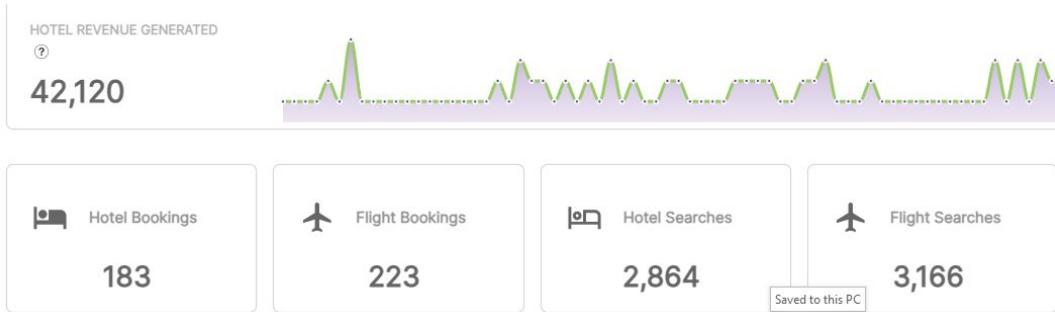 HOTEL REVENUE GENERATED
?
42,120
Hotel Bookings
183
Flight Bookings
223
Hotel Searches
2,864
Flight Searches
3,166
Saved to this PC